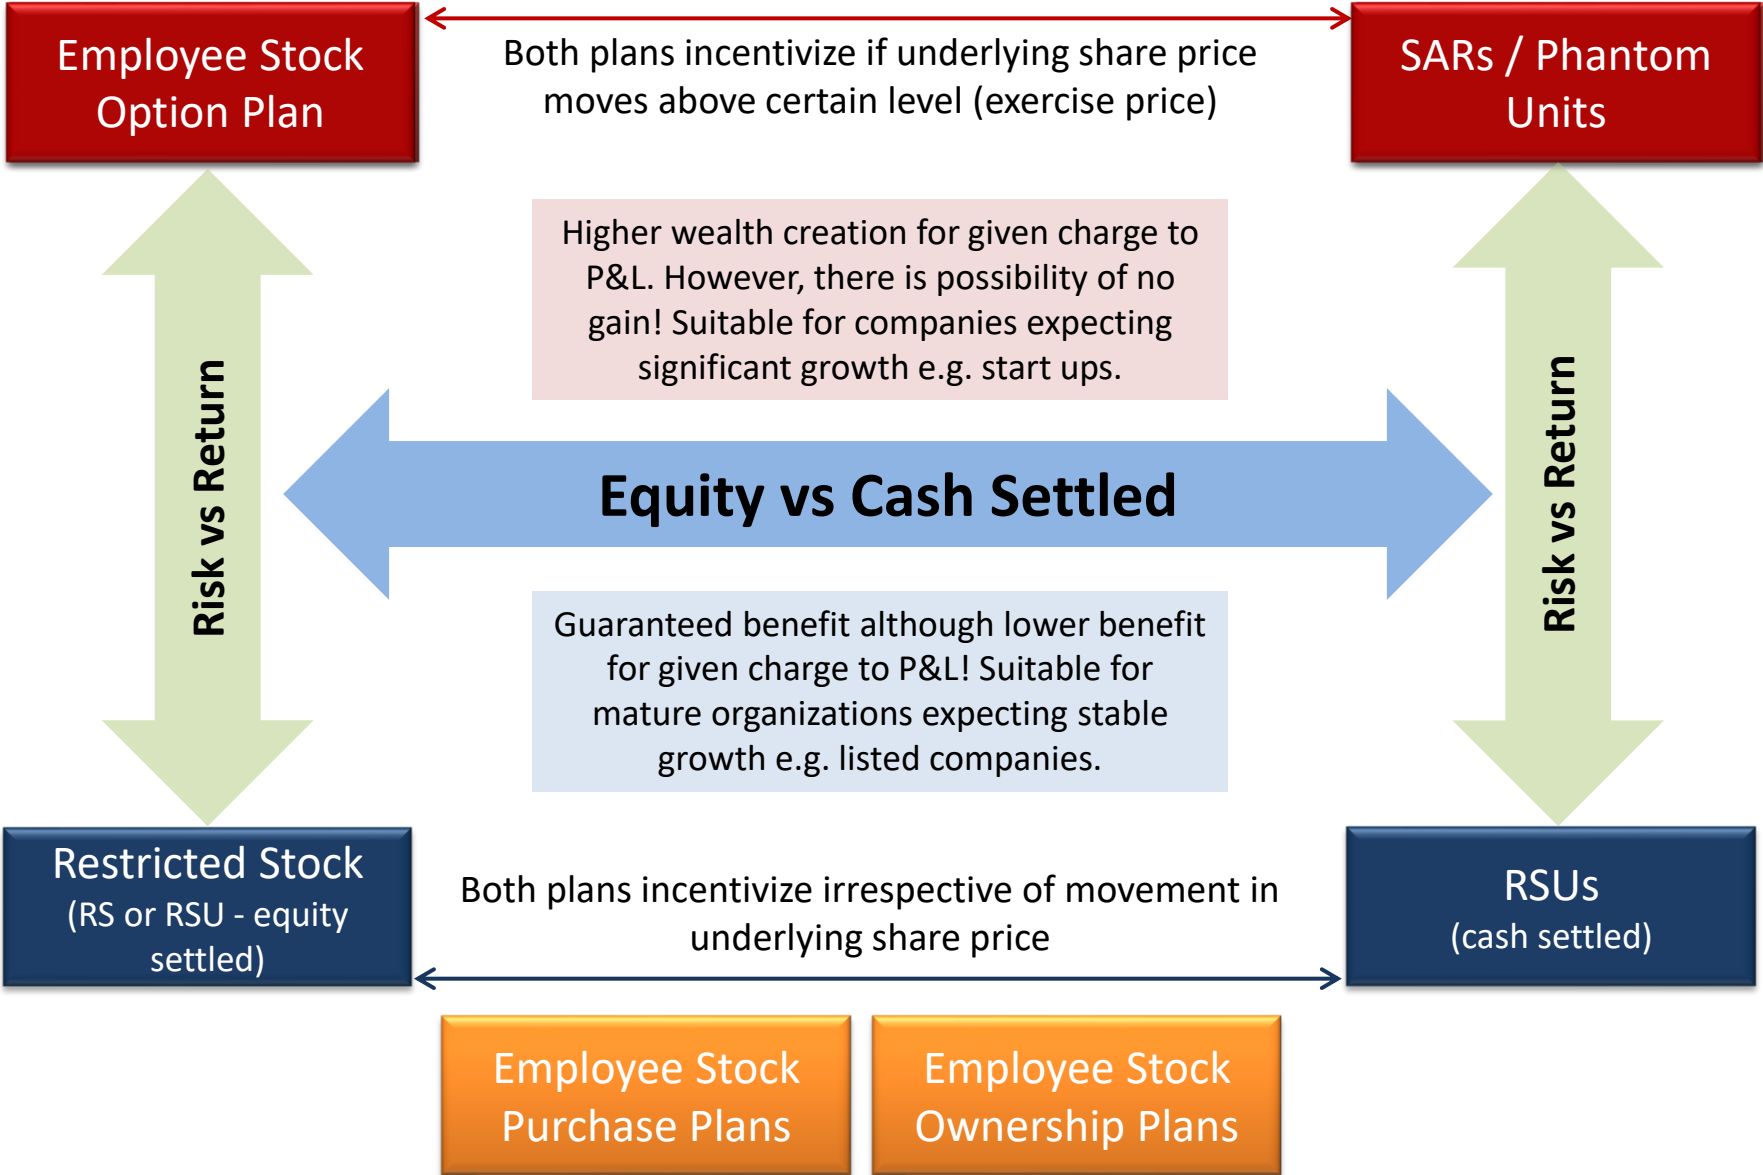 Employee Stock
Option Plan
Both plans incentivize if underlying share price
moves above certain level (exercise price)
SARs / Phantom
Units
Higher wealth creation for given charge to
P&L. However, there is possibility of no
gain! Suitable for companies expecting
significant growth e.g. start ups.
Risk vs Return
Equity vs Cash Settled
Risk vs Return
Guaranteed benefit although lower benefit
for given charge to P&L! Suitable for
mature organizations expecting stable
growth e.g. listed companies.
Restricted Stock
(RS or RSU - equity
settled)
Both plans incentivize irrespective of movement in
underlying share price
RSUs
(cash settled)
Employee Stock
Purchase Plans
Employee Stock
Ownership Plans